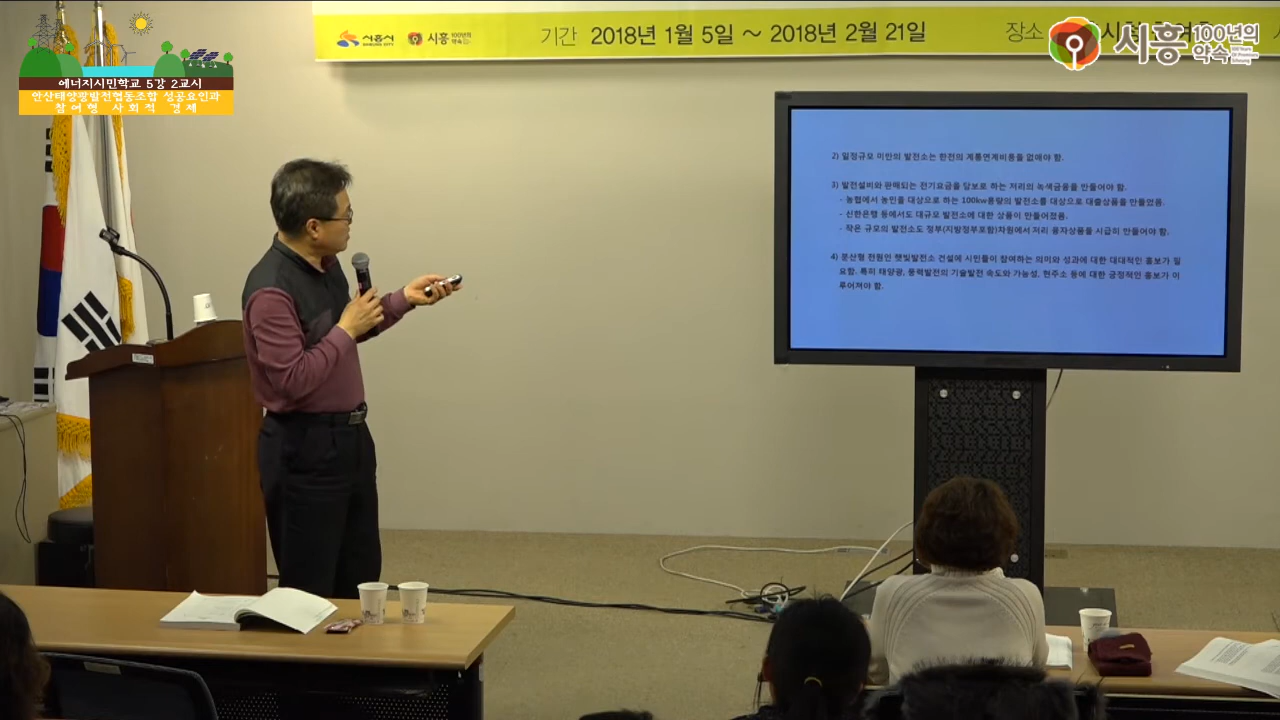 에너지시민학교 5강 2교시
안산태양광발전협동조합 성공요인과
참여형 사회적 경제
시흥시
시흥 100년의 약속
기간 2018년 1월 5일 ~ 2018년 2월 21일
장소
시흥 100년의 약속
2) 일정규모 미만의 발전소는 한전의 계통연계비용을 없애야 함.
3) 발전설비와 판매되는 전기요금을 담보로 하는 저리의 녹색금융을 만들어야 함.
- 농협에서 농민을 대상으로 하는 100kw용량의 발전소를 대상으로 대출상품을 만들었음.
- 신한은행 등에서도 대규모 발전소에 대한 상품이 만들어졌음.
- 작은 규모의 발전소도 정부(지방정부포함)차원에서 저리 융자상품을 시급히 만들어야 함.
4) 분산형 전원인 햇빛발전소 건설에 시민들이 참여하는 의미와 성과에 대한 대대적인 홍보가 필
요함. 특히 태양광, 풍력발전의 기술발전 속도와 가능성, 현주소 등에 대한 긍정적인 홍보가 이
루어져야 함.